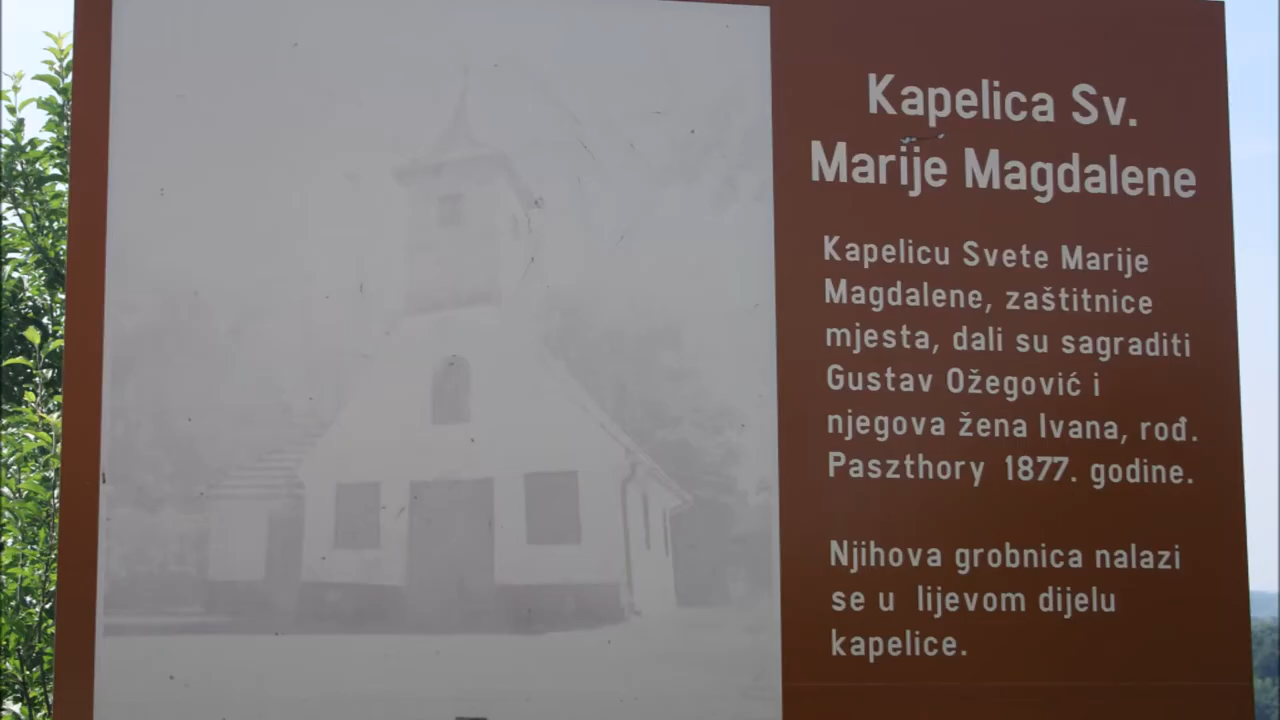 Kapelica Sv.
Marije Magdalene
Kapelicu Svete Marije
Magdalene, zaštitnice
mjesta, dali su sagraditi
Gustav Ožegović i
njegova žena Ivana, rođ.
Paszthory 1877. godine.
Njihova grobnica nalazi
se u lijevom dijelu
kapelice.